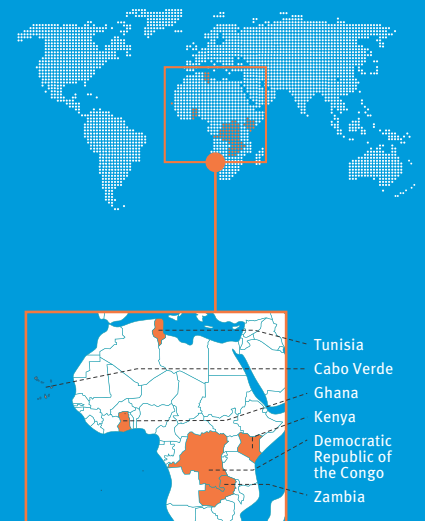 Tunisia
Cabo Verde
Ghana
Kenya
Democratic
Republic of
the Congo
Zambia